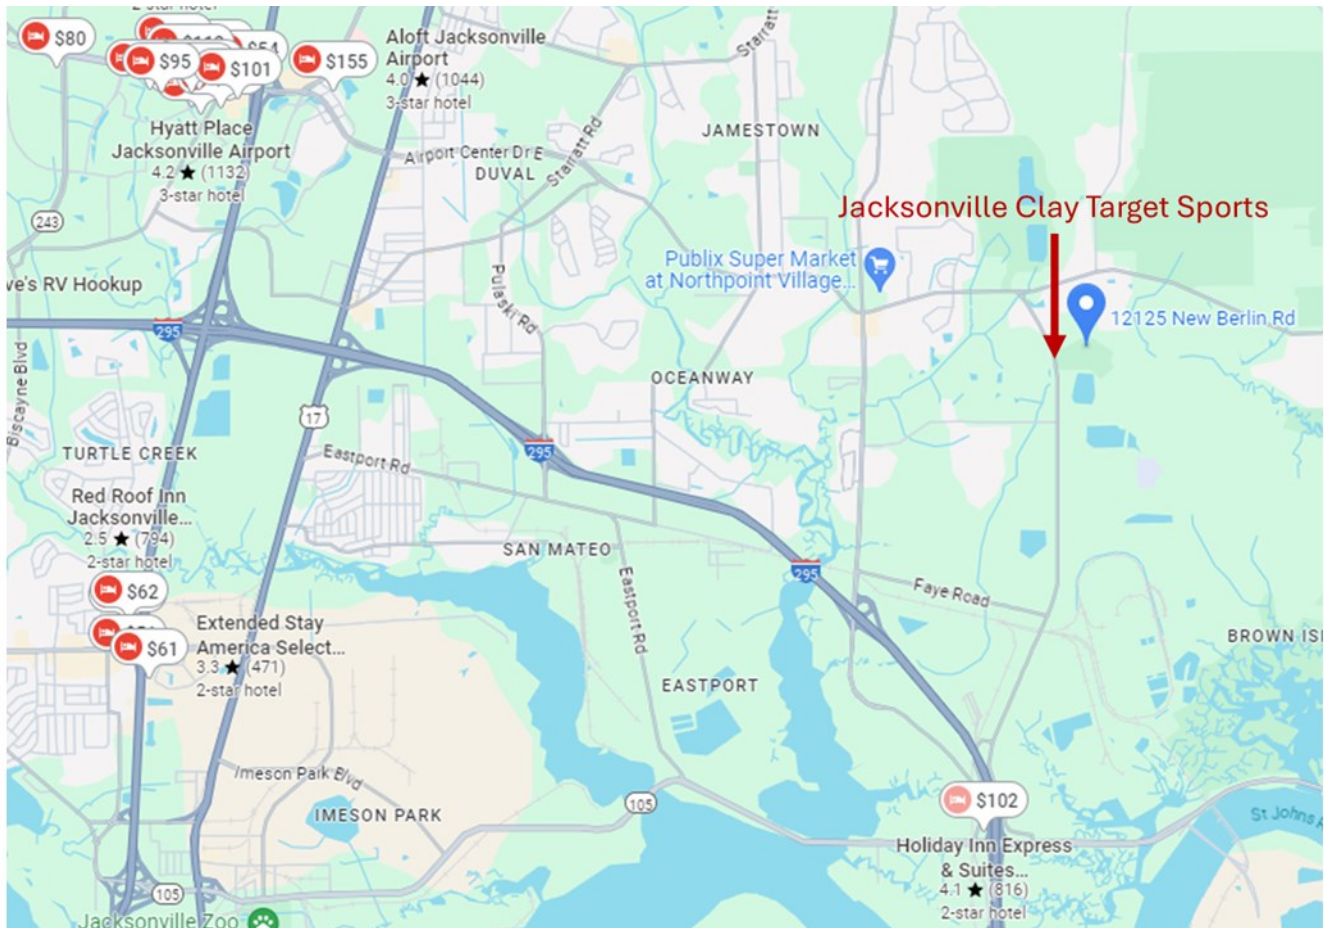 $80
$95
$54
$101
$155
Aloft Jacksonville
Airport
4.0 ★ (1044)
3-star hotel
Starratt
Hyatt Place
Jacksonville Airport
4.2 ★ (1132)
3-star hotel
Airport Center Dr E
DUVAL
Starratt Rd
JAMESTOWN
243
Jacksonville Clay Target Sports
Publix Super Market
at Northpoint Village...
ve's RV Hookup
Pulaski Rd
12125 New Berlin Rd
295
Biscayne Blvd
OCEANWAY
17
TURTLE CREEK
Eastport Rd
295
Red Roof Inn
Jacksonville...
2.5 ★ (794)
2-star hotel
SAN MATEO
295
$62
Eastport Rd
Faye Road
$61
Extended Stay
America Select...
3.3 ★ (471)
2-star hotel
BROWN ISL
EASTPORT
Imeson Park Blvd
IMESON PARK
105
$102
St Johns R
Holiday Inn Express
& Suites...
4.1 ★ (816)
2-star hotel
105
Jacksonville Zoo